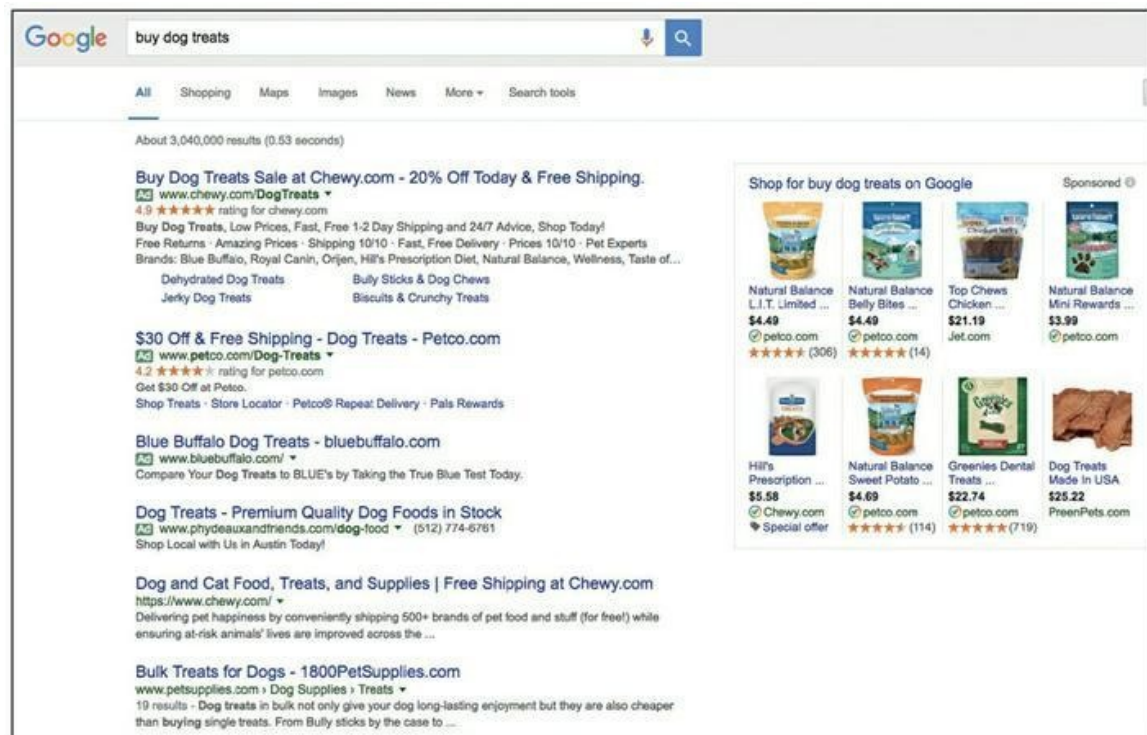 Google
buy dog treats
All Shopping Maps Images News More Search tools
About 3,040,000 results (0.53 seconds)
Buy Dog Treats Sale at Chewy.com - 20% Off Today & Free Shipping.
Ad www.chewy.com/DogTreats
4.9 ★★★★★ rating for chewy.com
Buy Dog Treats, Low Prices, Fast, Free 1-2 Day Shipping and 24/7 Advice, Shop Today!
Free Returns · Amazing Prices · Shipping 10/10 · Fast, Free Delivery · Prices 10/10 · Pet Experts
Brands: Blue Buffalo, Royal Canin, Orijen, Hill's Prescription Diet, Natural Balance, Wellness, Taste of...
Dehydrated Dog Treats Bully Sticks & Dog Chews
Jerky Dog Treats Biscuits & Crunchy Treats
$30 Off & Free Shipping - Dog Treats - Petco.com
Ad www.petco.com/Dog-Treats
4.2 ★★★★★ rating for petco.com
Get $30 Off at Petco.
Shop Treats · Store Locator · Petco® Repeat Delivery · Pals Rewards
Blue Buffalo Dog Treats - bluebuffalo.com
Ad www.bluebuffalo.com/
Compare Your Dog Treats to BLUE's by Taking the True Blue Test Today.
Dog Treats - Premium Quality Dog Foods in Stock
Ad www.phydeauxandfriends.com/dog-food (512) 774-6761
Shop Local with Us in Austin Today!
Dog and Cat Food, Treats, and Supplies | Free Shipping at Chewy.com
https://www.chewy.com/
Delivering pet happiness by conveniently shipping 500+ brands of pet food and stuff (for free!) while
ensuring at-risk animals' lives are improved across the ...
Bulk Treats for Dogs - 1800PetSupplies.com
www.petsupplies.com › Dog Supplies › Treats
19 results - Dog treats in bulk not only give your dog long-lasting enjoyment but they are also cheaper
than buying single treats. From Bully sticks by the case to ...
Shop for buy dog treats on Google Sponsored
Natural Balance Natural Balance Top Chews Natural Balance
L.I.T. Limited ... Belly Bites ... Chicken ... Mini Rewards ...
$4.49 $4.49 $21.19 $3.99
petco.com petco.com Jet.com petco.com
★★★★★ (306) ★★★★★ (14)
Greenies
Hill's Natural Balance Greenies Dental Dog Treats
Prescription ... Sweet Potato ... Treats ... Made In USA
$5.58 $4.69 $22.74 $25.22
Chewy.com petco.com petco.com PreenPets.com
Special offer ★★★★★ (114) ★★★★★ (719)